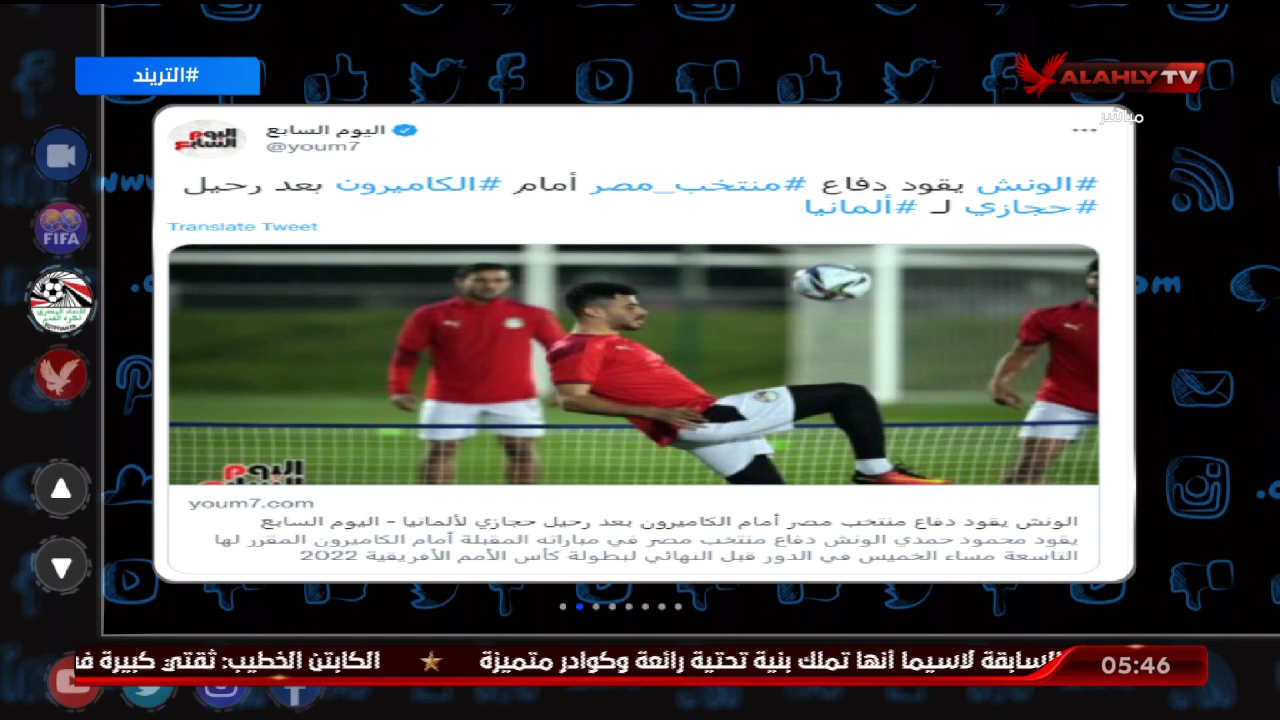 #التريند
ALAHLY TV
مباشر
اليوم السابع
@youm7
#الونش يقود دفاع #منتخب_مصر أمام #الكاميرون بعد رحيل
#حجازي لـ #ألمانيا
Translate Tweet
اليوم السابع
youm7.com
الونش يقود دفاع منتخب مصر أمام الكاميرون بعد رحيل حجازي لألمانيا - اليوم السابع
يقود محمود حمدي الونش دفاع منتخب مصر في مباراته المقبلة أمام الكاميرون المقرر لها
التاسعة مساء الخميس في الدور قبل النهائي لبطولة كأس الأمم الأفريقية 2022
FIFA
السابقة لاسيما أنها تملك بنية تحتية رائعة وكوادر متميزة ★ الكابتن الخطيب: ثقتي كبيرة
05:46